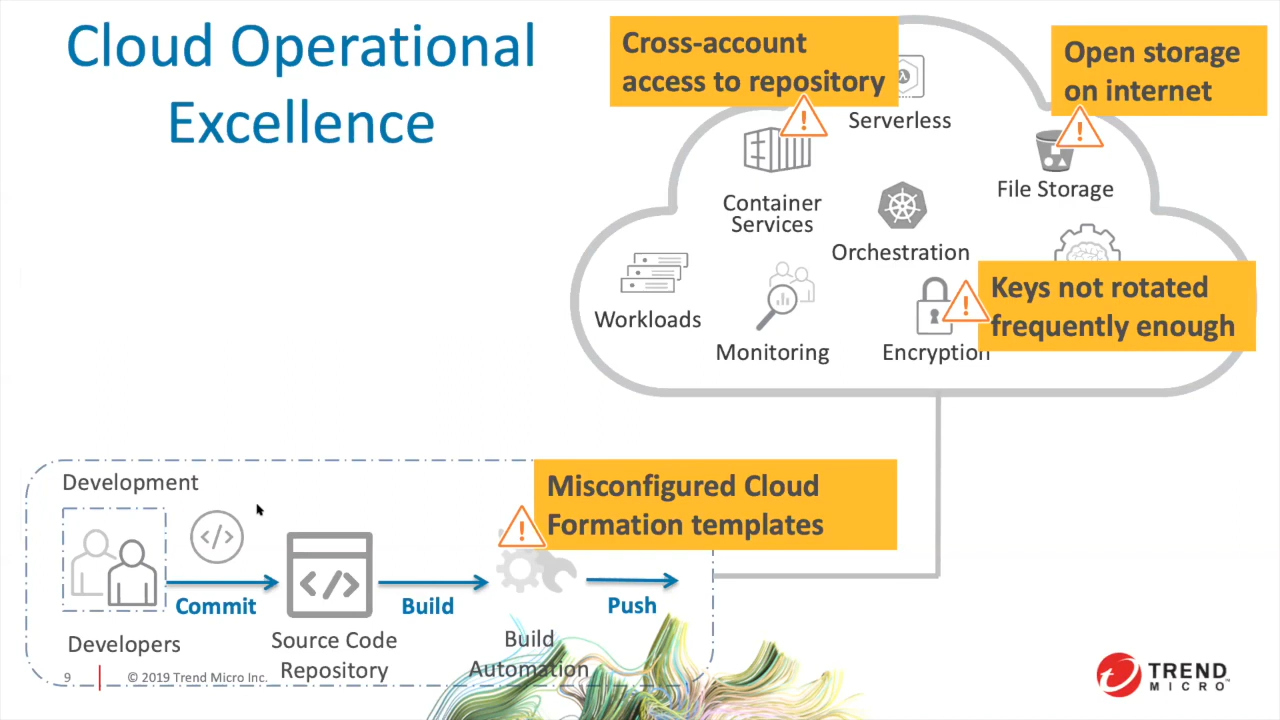 Cloud Operational
Excellence
Cross-account
access to repository
Open storage
on internet
Serverless
File Storage
Container
Services
Orchestration
Keys not rotated
frequently enough
Workloads
Monitoring
Encryption
Development
Misconfigured Cloud
Formation templates
Commit
Build
Push
Developers
Source Code
Repository
Build
Automation
9
© 2019 Trend Micro Inc.
TREND
MICRO™